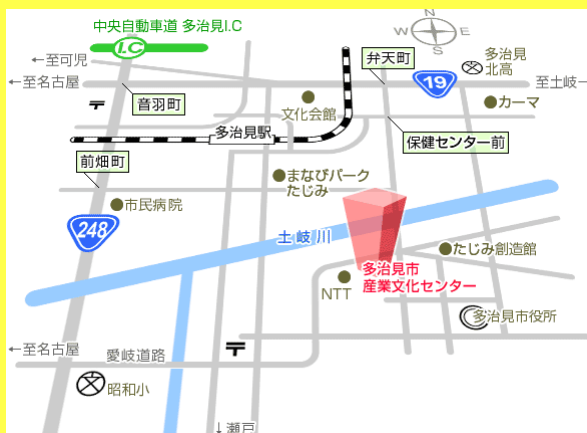 中央自動車道 多治見I.C
I.C
N
W
E
S
←至可児
←至名古屋
弁天町
多治見
北高
19
至土岐
音羽町
文化会館
カーマ
多治見駅
保健センター前
前畑町
まなびパーク
たじみ
市民病院
248
土岐川
たじみ創造館
多治見市
産業文化センター
NTT
多治見市役所
←至名古屋
愛岐道路
昭和小
↓瀬戸